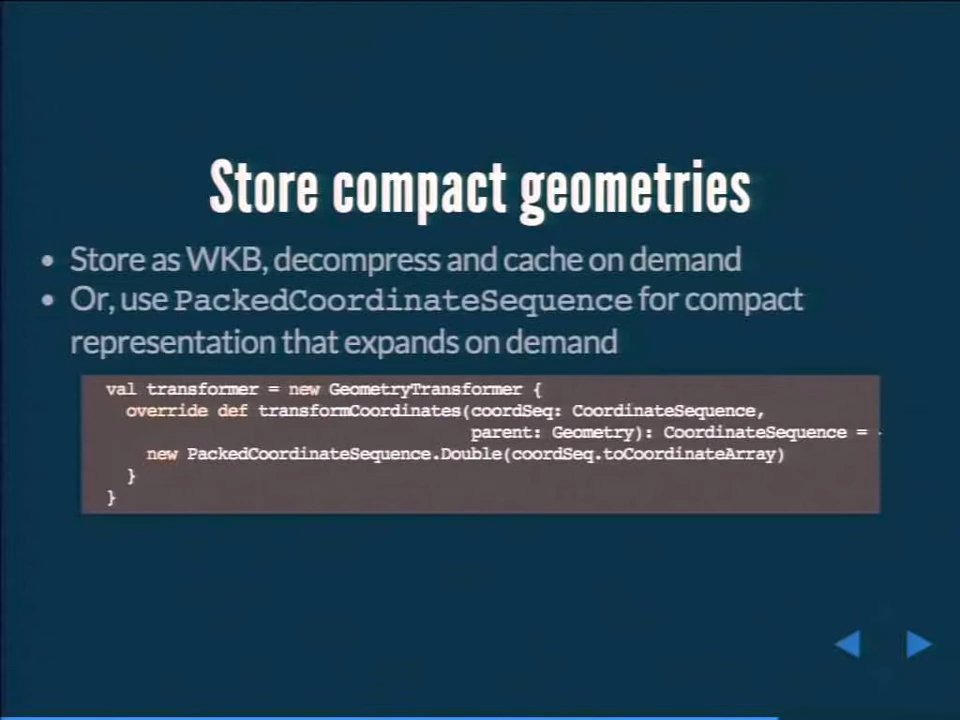 Store compact geometries
• Store as WKB, decompress and cache on demand
• Or, use PackedCoordinateSequence for compact
representation that expands on demand
val transformer = new GeometryTransformer {
override def transformCoordinates(coordSeq: CoordinateSequence,
parent: Geometry): CoordinateSequence =
new PackedCoordinateSequence.Double(coordSeq.toCoordinateArray)
}
}